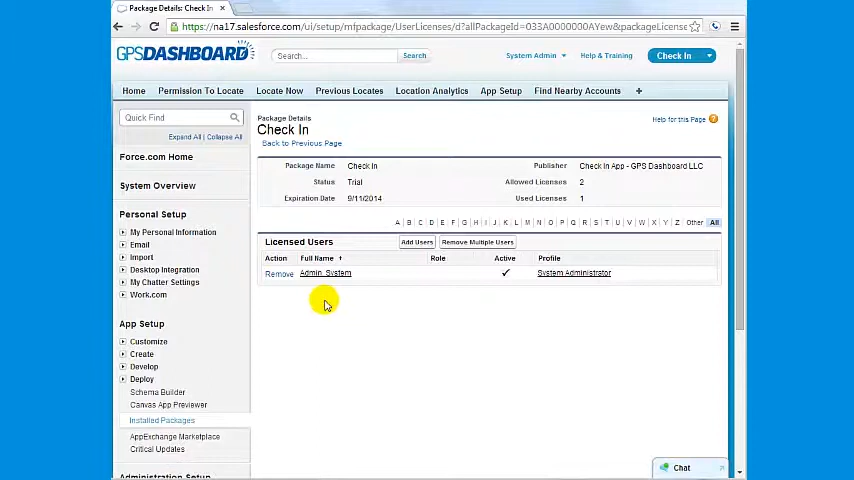 Package Details: Check In
https://na17.salesforce.com/ui/setup/mfpackage/UserLicenses/d?allPackageId=033A0000000AYew&packageLicense
GPSDASHBOARD
Search...
Search
System Admin
Help & Training
Check In
Home
Permission To Locate
Locate Now
Previous Locates
Location Analytics
App Setup
Find Nearby Accounts
+
Quick Find
Expand All | Collapse All
Force.com Home
System Overview
Personal Setup
My Personal Information
Email
Import
Desktop Integration
My Chatter Settings
Work.com
App Setup
Customize
Create
Develop
Deploy
Schema Builder
Canvas App Previewer
Installed Packages
AppExchange Marketplace
Critical Updates
Administration Setup
Package Details
Check In
Back to Previous Page
Help for this Page
Package Name Check In Publisher Check In App - GPS Dashboard LLC
Status Trial Allowed Licenses 2
Expiration Date 9/11/2014 Used Licenses 1
A | B | C | D | E | F | G | H | I | J | K | L | M | N | O | P | Q | R | S | T | U | V | W | X | Y | Z | Other All
Licensed Users
Add Users
Remove Multiple Users
Action Full Name ↑ Role Active Profile
Remove Admin, System ✓ System Administrator
Chat